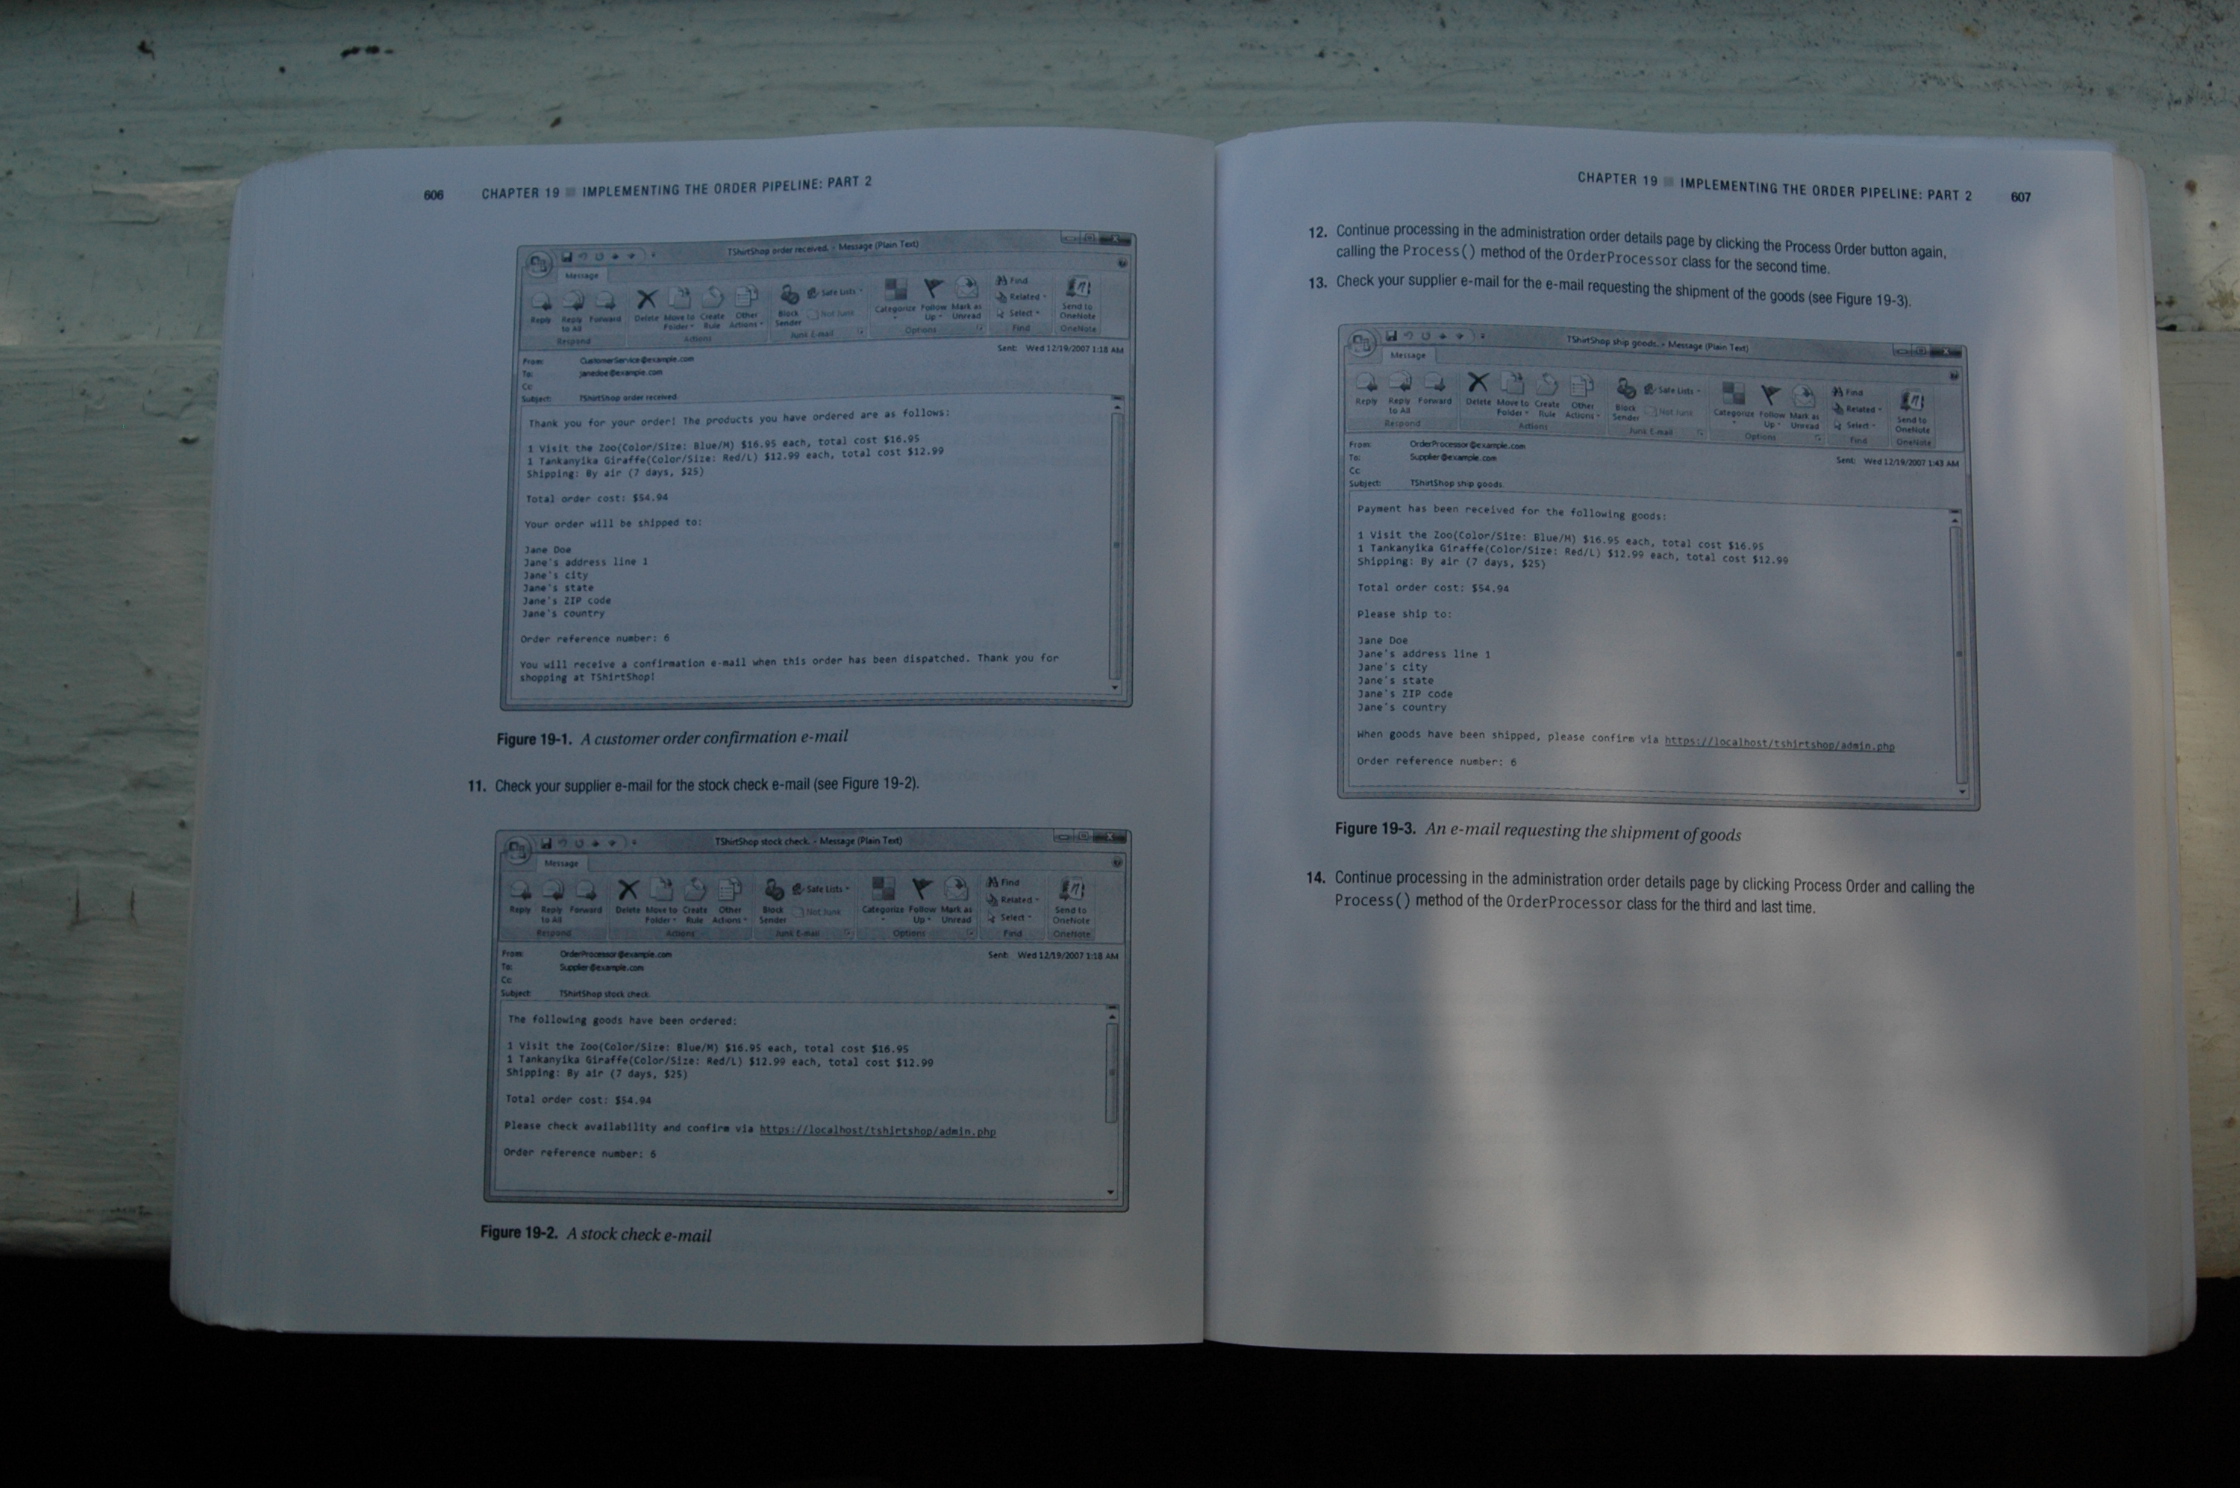 606 CHAPTER 19 IMPLEMENTING THE ORDER PIPELINE: PART 2
TShirtShop order received. - Message (Plain Text)
Message
Reply Reply to All Forward Delete Move to Folder Create Rule Other Actions Block Sender Safe Lists Not Junk Categorize Follow Up Mark as Unread Find Related Select Send to OneNote
Respond Actions Junk E-mail Options Find OneNote
From: CustomerService@example.com Sent: Wed 12/19/2007 1:18 AM
To: janedoe@example.com
Cc:
Subject: TShirtShop order received.
Thank you for your order! The products you have ordered are as follows:
1 Visit the Zoo(Color/Size: Blue/M) $16.95 each, total cost $16.95
1 Tankanyika Giraffe(Color/Size: Red/L) $12.99 each, total cost $12.99
Shipping: By air (7 days, $25)
Total order cost: $54.94
Your order will be shipped to:
Jane Doe
Jane's address line 1
Jane's city
Jane's state
Jane's ZIP code
Jane's country
Order reference number: 6
You will receive a confirmation e-mail when this order has been dispatched. Thank you for
shopping at TShirtShop!
Figure 19-1. A customer order confirmation e-mail
11. Check your supplier e-mail for the stock check e-mail (see Figure 19-2).
TShirtShop stock check. - Message (Plain Text)
Message
Reply Reply to All Forward Delete Move to Folder Create Rule Other Actions Block Sender Safe Lists Not Junk Categorize Follow Up Mark as Unread Find Related Select Send to OneNote
Respond Actions Junk E-mail Options Find OneNote
From: OrderProcessor@example.com Sent: Wed 12/19/2007 1:18 AM
To: Supplier@example.com
Cc:
Subject: TShirtShop stock check.
The following goods have been ordered:
1 Visit the Zoo(Color/Size: Blue/M) $16.95 each, total cost $16.95
1 Tankanyika Giraffe(Color/Size: Red/L) $12.99 each, total cost $12.99
Shipping: By air (7 days, $25)
Total order cost: $54.94
Please check availability and confirm via https://localhost/tshirtshop/admin.php
Order reference number: 6
Figure 19-2. A stock check e-mail
CHAPTER 19 IMPLEMENTING THE ORDER PIPELINE: PART 2 607
12. Continue processing in the administration order details page by clicking the Process Order button again,
calling the Process() method of the OrderProcessor class for the second time.
13. Check your supplier e-mail for the e-mail requesting the shipment of the goods (see Figure 19-3).
TShirtShop ship goods. - Message (Plain Text)
Message
Reply Reply to All Forward Delete Move to Folder Create Rule Other Actions Block Sender Safe Lists Not Junk Categorize Follow Up Mark as Unread Find Related Select Send to OneNote
Respond Actions Junk E-mail Options Find OneNote
From: OrderProcessor@example.com
To: Supplier@example.com Sent: Wed 12/19/2007 1:43 AM
Cc:
Subject: TShirtShop ship goods.
Payment has been received for the following goods:
1 Visit the Zoo(Color/Size: Blue/M) $16.95 each, total cost $16.95
1 Tankanyika Giraffe(Color/Size: Red/L) $12.99 each, total cost $12.99
Shipping: By air (7 days, $25)
Total order cost: $54.94
Please ship to:
Jane Doe
Jane's address line 1
Jane's city
Jane's state
Jane's ZIP code
Jane's country
When goods have been shipped, please confirm via https://localhost/tshirtshop/admin.php
Order reference number: 6
Figure 19-3. An e-mail requesting the shipment of goods
14. Continue processing in the administration order details page by clicking Process Order and calling the
Process() method of the OrderProcessor class for the third and last time.